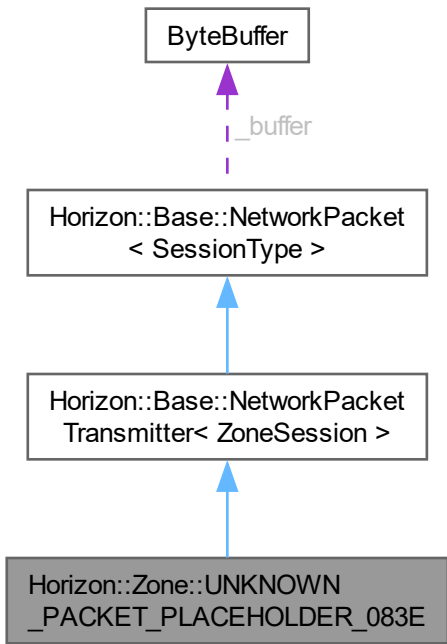 ByteBuffer
_buffer
Horizon::Base::NetworkPacket
< SessionType >
Horizon::Base::NetworkPacket
Transmitter< ZoneSession >
Horizon::Zone::UNKNOWN
_PACKET_PLACEHOLDER_083E